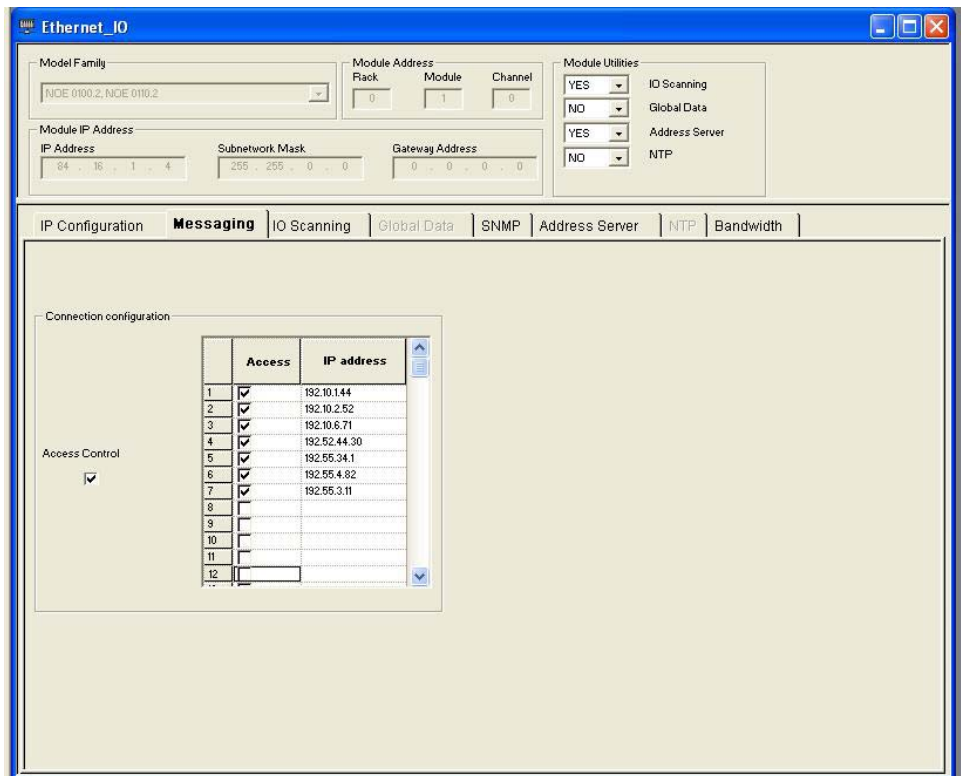 Ethernet_IO
Model Family
NOE 0100.2, NOE 0110.2
Module Address
Rack Module Channel
0 1 0
Module Utilities
YES IO Scanning
NO Global Data
YES Address Server
NO NTP
Module IP Address
IP Address Subnetwork Mask Gateway Address
84 . 16 . 1 . 4 255 . 255 . 0 . 0 0 . 0 . 0 . 0
IP Configuration Messaging IO Scanning Global Data SNMP Address Server NTP Bandwidth
Connection configuration
Access IP address
1 192.10.1.44
2 192.10.2.52
3 192.10.6.71
4 192.52.44.30
5 192.55.34.1
6 192.55.4.82
7 192.55.3.11
8
9
10
11
12
Access Control